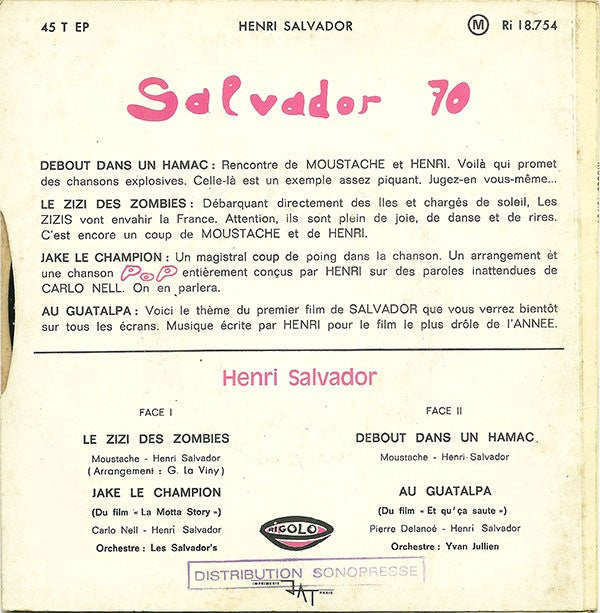 45 T EP
HENRI SALVADOR
M Ri 18.754
Salvador 70
DEBOUT DANS UN HAMAC : Rencontre de MOUSTACHE et HENRI. Voilà qui promet
des chansons explosives. Celle-là est un exemple assez piquant. Jugez-en vous-même...
LE ZIZI DES ZOMBIES : Débarquant directement des Iles et chargés de soleil, Les
ZIZIS vont envahir la France. Attention, ils sont plein de joie, de danse et de rires.
C'est encore un coup de MOUSTACHE et de HENRI.
JAKE LE CHAMPION : Un magistral coup de poing dans la chanson. Un arrangement et
une chanson POP entièrement conçus par HENRI sur des paroles inattendues de
CARLO NELL. On en parlera.
AU GUATALPA : Voici le thème du premier film de SALVADOR que vous verrez bientôt
sur tous les écrans. Musique écrite par HENRI pour le film le plus drôle de l'ANNEE.
Henri Salvador
FACE I
LE ZIZI DES ZOMBIES
Moustache - Henri Salvador
(Arrangement : G. la Viny)
JAKE LE CHAMPION
(Du film « La Motta Story »)
Carlo Nell - Henri Salvador
Orchestre : Les Salvador's
FACE II
DEBOUT DANS UN HAMAC
Moustache - Henri Salvador
AU GUATALPA
(Du film « Et qu'ça saute »)
Pierre Delanoé - Henri Salvador
Orchestre : Yvan Jullien
RIGOLO
DISTRIBUTION SONOPRESSE
IMPRIMERIE
JAT
PARIS